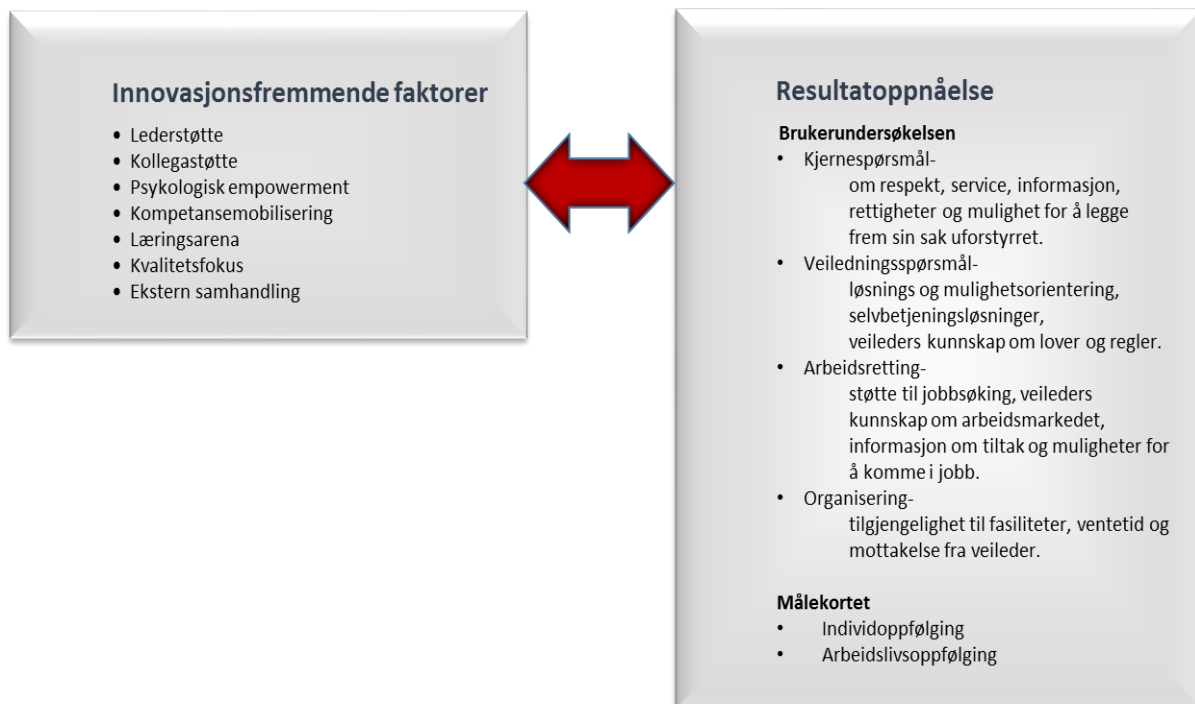 Innovasjonsfremmende faktorer
• Lederstøtte
• Kollegastøtte
• Psykologisk empowerment
• Kompetansemobilisering
• Læringsarena
• Kvalitetsfokus
• Ekstern samhandling
Resultatoppnåelse
Brukerundersøkelsen
• Kjernespørsmål-
om respekt, service, informasjon,
rettigheter og mulighet for å legge
frem sin sak uforstyrret.
• Veiledningsspørsmål-
løsnings og mulighetsorientering,
selvbetjeningsløsninger,
veileders kunnskap om lover og regler.
• Arbeidsretting-
støtte til jobbsøking, veileders
kunnskap om arbeidsmarkedet,
informasjon om tiltak og muligheter for
å komme i jobb.
• Organisering-
tilgjengelighet til fasiliteter, ventetid og
mottakelse fra veileder.
Målekortet
• Individoppfølging
• Arbeidslivsoppfølging